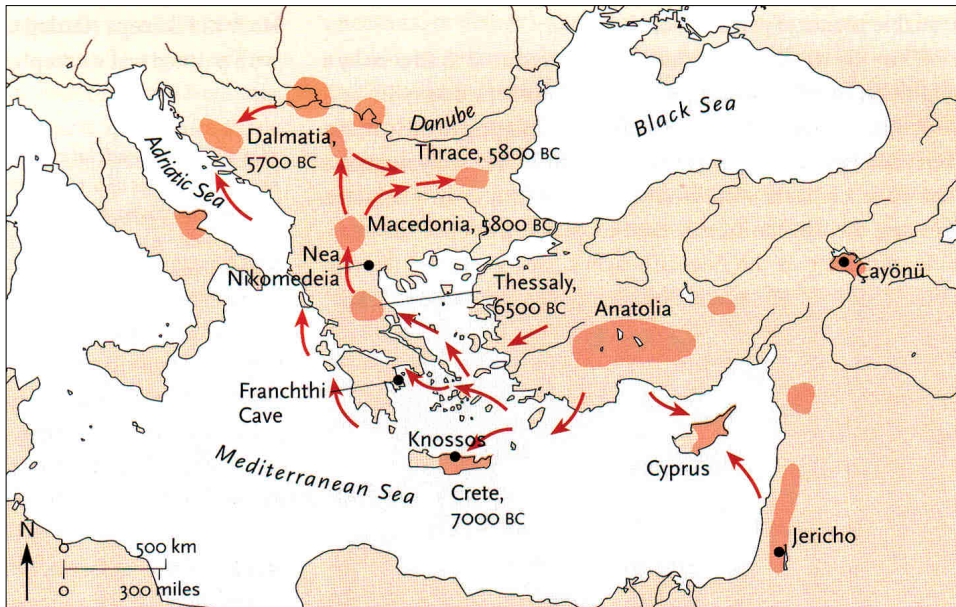 Black Sea
Danube
Dalmatia,
5700 BC
Thrace, 5800 BC
Adriatic Sea
Macedonia, 5800 BC
Nea
Nikomedeia
Thessaly,
6500 BC
Anatolia
Çayönü
Franchthi
Cave
Knossos
Mediterranean Sea
Cyprus
Crete,
7000 BC
Jericho
N
0 500 km
0 300 miles